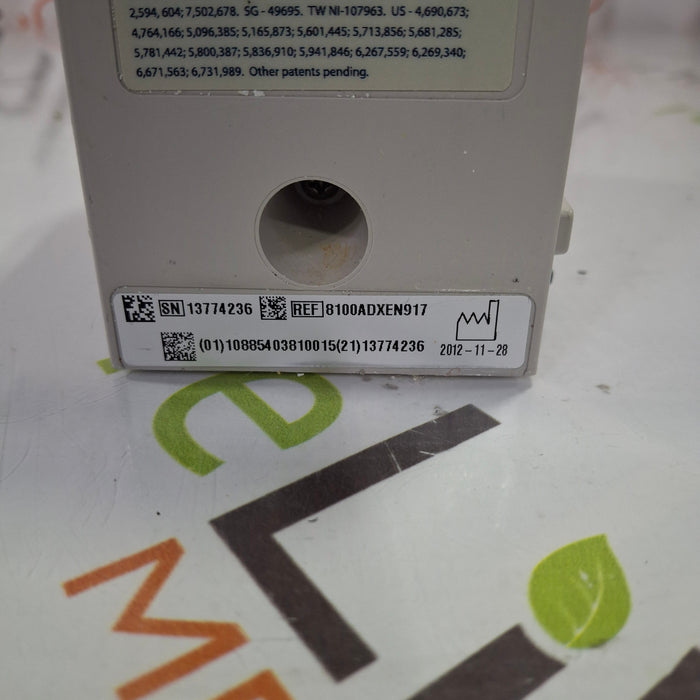 2,594, 604; 7,502,678. SG - 49695. TW NI-107963. US - 4,690,673;
4,764,166; 5,096,385; 5,165,873; 5,601,445; 5,713,856; 5,681,285;
5,781,442; 5,800,387; 5,836,910; 5,941,846; 6,267,559; 6,269,340;
6,671,563; 6,731,989. Other patents pending.
SN 13774236 REF 8100ADXEN917
(01)10885403810015(21)13774236 2012-11-28